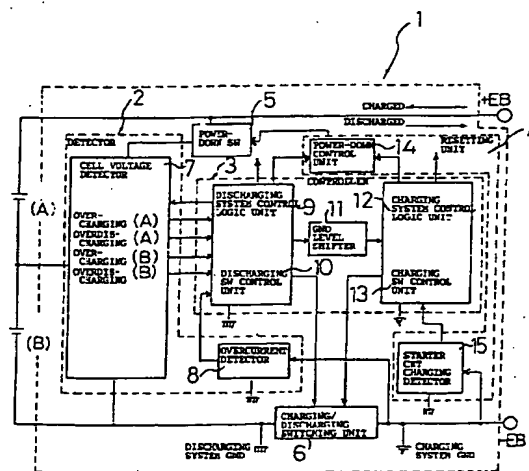 1
CHARGED
+EB
DISCHARGED
5
2
POWER-
DOWN SW
POWER-DOWN
CONTROL
UNIT
14
RESETTING
UNIT
4
DETECTOR
CELL VOLTAGE
DETECTOR
7
3
CONTROLLER
(A)
DISCHARGING
SYSTEM CONTROL
LOGIC UNIT
9
11
GND
LEVEL
SHIFTER
12
CHARGING
SYSTEM CONTROL
LOGIC UNIT
OVER-
CHARGING (A)
OVERDIS-
CHARGING (A)
OVER-
CHARGING (B)
OVERDIS-
CHARGING (B)
DISCHARGING
SW CONTROL
UNIT
10
CHARGING
SW CONTROL
UNIT
13
(B)
8
OVERCURRENT
DETECTOR
15
STARTER
CHARGING
DETECTOR
DISCHARGING
SYSTEM GND
CHARGING/
DISCHARGING
SWITCHING UNIT
6
CHARGING
SYSTEM GND
-EB